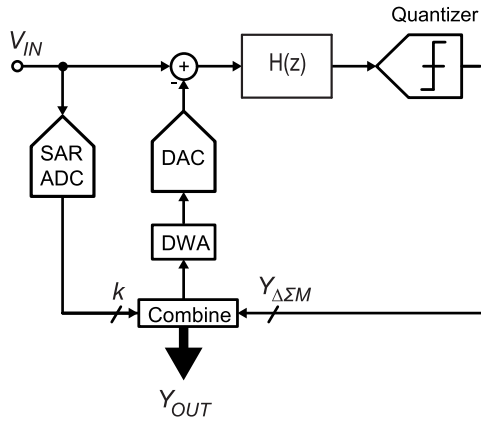 Quantizer
V_IN
+
-
H(z)
SAR
ADC
DAC
DWA
k
Y_ΔΣM
Combine
Y_OUT